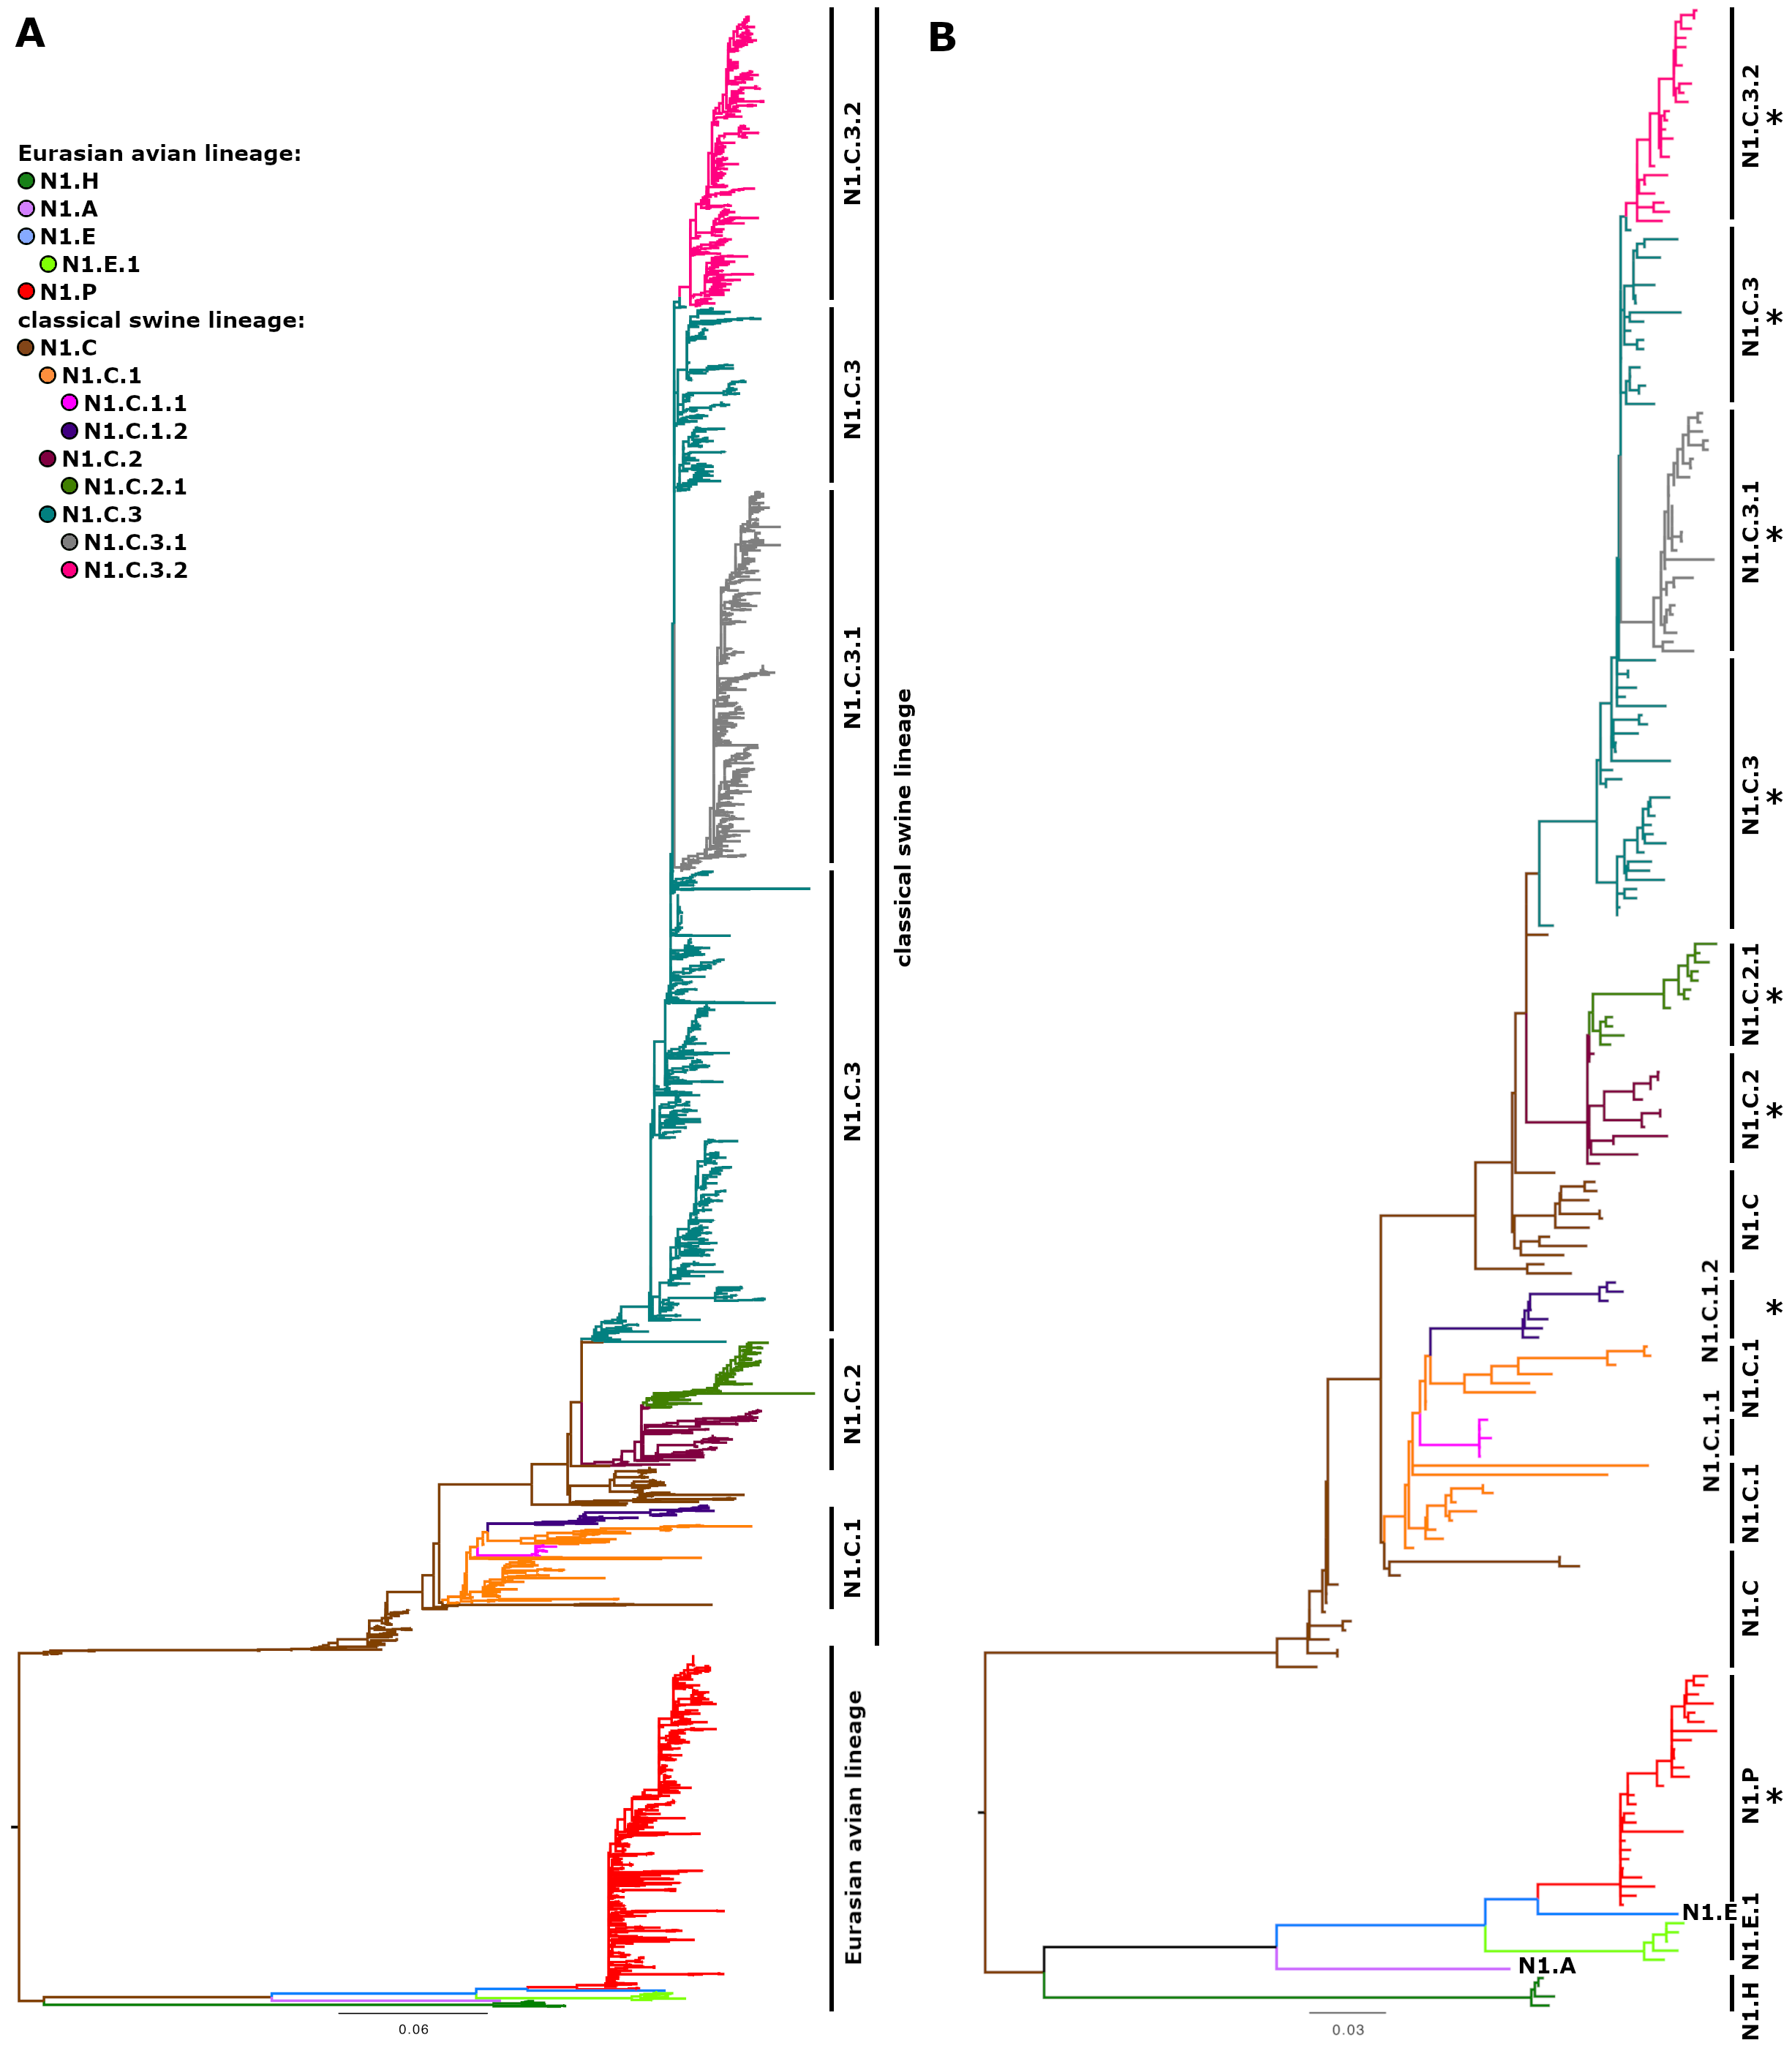 A
Eurasian avian lineage:
N1.H
N1.A
N1.E
N1.E.1
N1.P
classical swine lineage:
N1.C
N1.C.1
N1.C.1.1
N1.C.1.2
N1.C.2
N1.C.2.1
N1.C.3
N1.C.3.1
N1.C.3.2
N1.C.3.2
N1.C.3
N1.C.3.1
N1.C.3
N1.C.2
N1.C.1
classical swine lineage
Eurasian avian lineage
0.06
B
N1.C.3.2
*
N1.C.3
*
N1.C.3.1
*
N1.C.3
*
N1.C.2.1
*
N1.C.2
*
N1.C
N1.C.1.2
*
N1.C.1
N1.C.1.1
N1.C.1
N1.C
N1.P
*
N1.E
N1.E.1
N1.A
N1.H
0.03